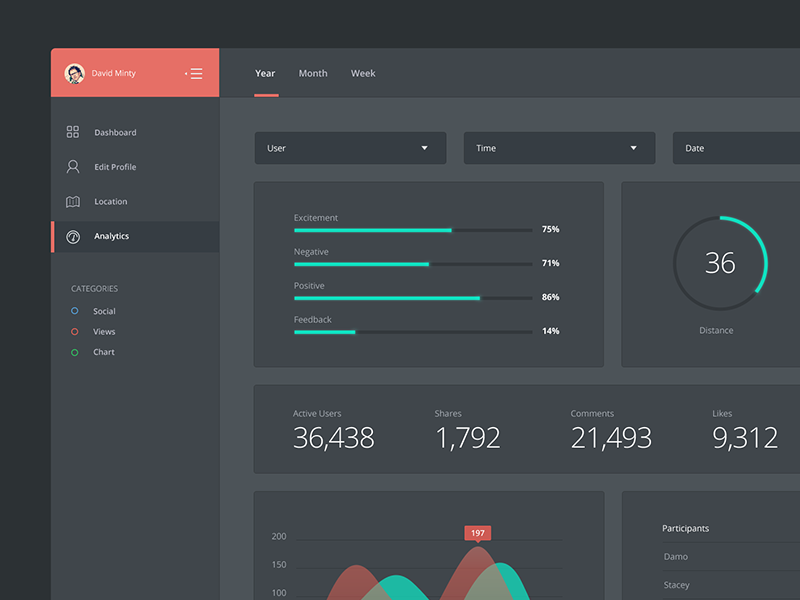 David Minty
Year Month Week
Dashboard
Edit Profile
Location
Analytics
CATEGORIES
Social
Views
Chart
User
Time
Date
Excitement
75%
Negative
71%
Positive
86%
Feedback
14%
36
Distance
Active Users
36,438
Shares
1,792
Comments
21,493
Likes
9,312
200
150
100
197
Participants
Damo
Stacey